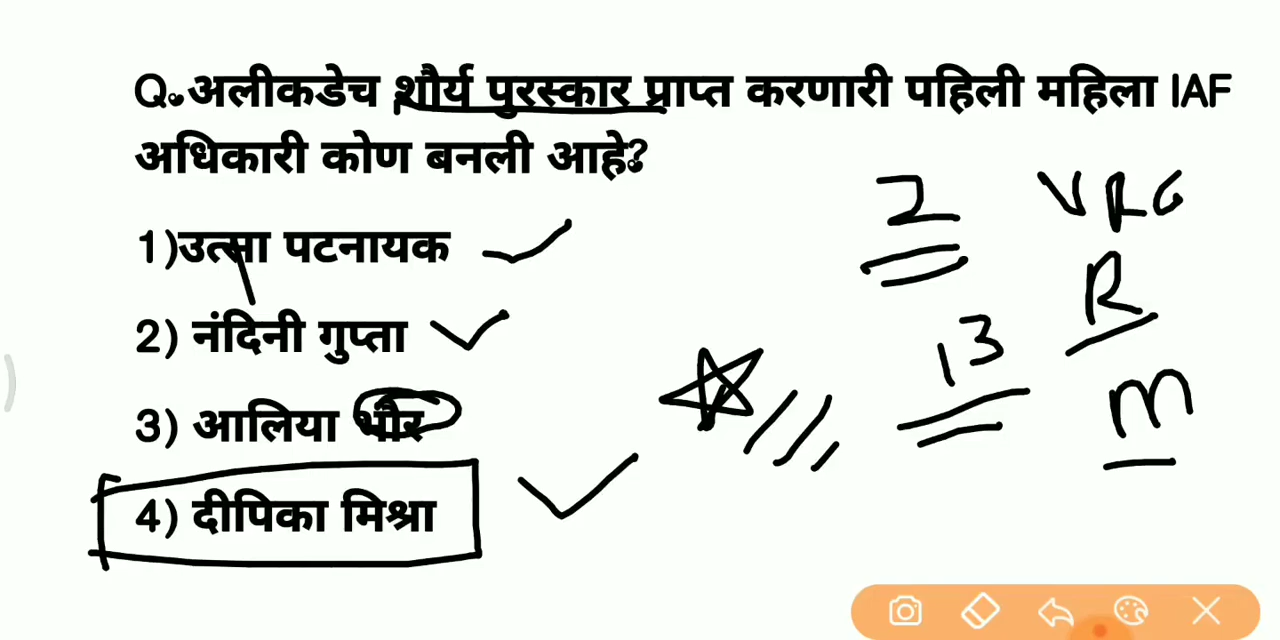 Q. अलीकडेच शौर्य पुरस्कार प्राप्त करणारी पहिली महिला IAF
अधिकारी कोण बनली आहे?
2 VRC
1)उत्सा पटनायक
R
2) नंदिनी गुप्ता
13
3) आलिया भौर
M
4) दीपिका मिश्रा